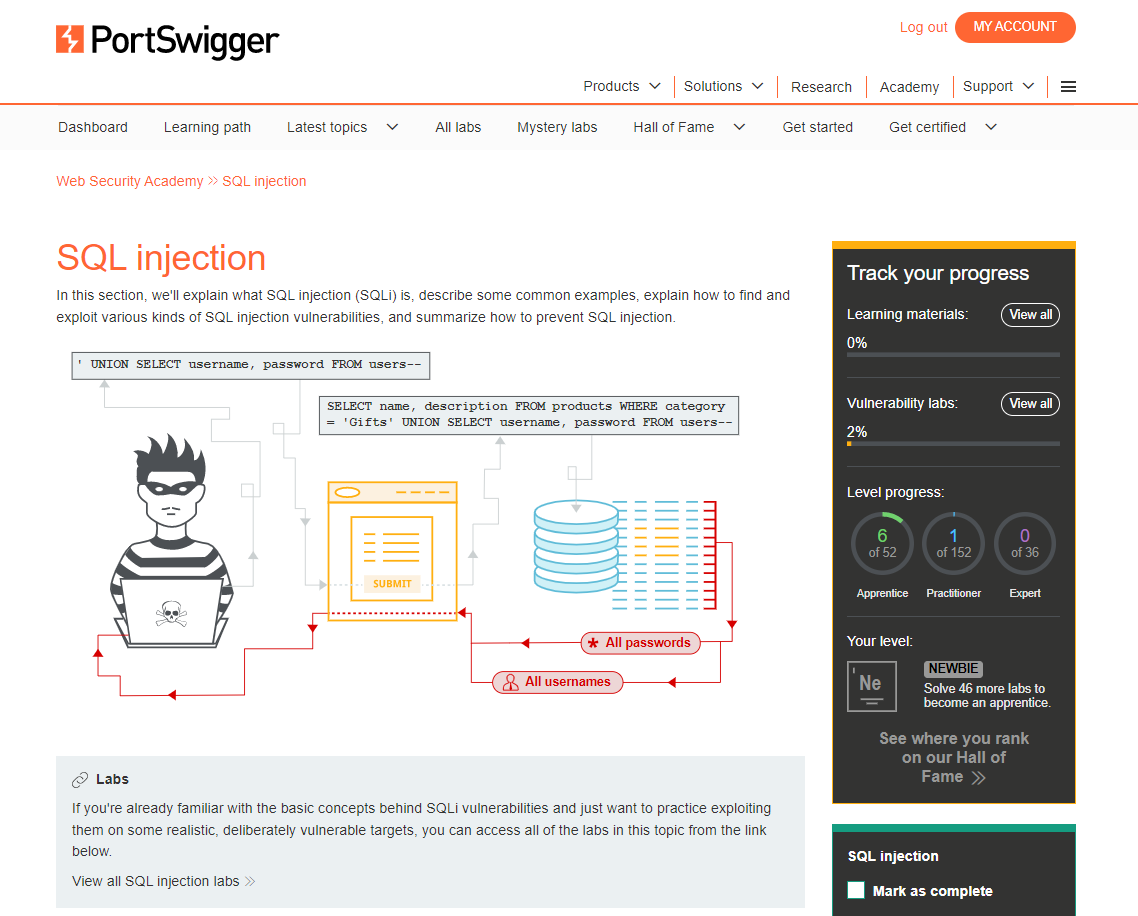 PortSwigger
Log out
MY ACCOUNT
Products
Solutions
Research
Academy
Support
Dashboard
Learning path
Latest topics
All labs
Mystery labs
Hall of Fame
Get started
Get certified
Web Security Academy
SQL injection
SQL injection
In this section, we'll explain what SQL injection (SQLi) is, describe some common examples, explain how to find and
exploit various kinds of SQL injection vulnerabilities, and summarize how to prevent SQL injection.
' UNION SELECT username, password FROM users--
SELECT name, description FROM products WHERE category
= 'Gifts' UNION SELECT username, password FROM users--
SUBMIT
All passwords
All usernames
Labs
If you're already familiar with the basic concepts behind SQLi vulnerabilities and just want to practice exploiting
them on some realistic, deliberately vulnerable targets, you can access all of the labs in this topic from the link
below.
View all SQL injection labs
Track your progress
Learning materials:
View all
0%
Vulnerability labs:
View all
2%
Level progress:
6
of 52
1
of 152
0
of 36
Apprentice
Practitioner
Expert
Your level:
Ne
NEWBIE
Solve 46 more labs to
become an apprentice.
See where you rank
on our Hall of
Fame
SQL injection
Mark as complete